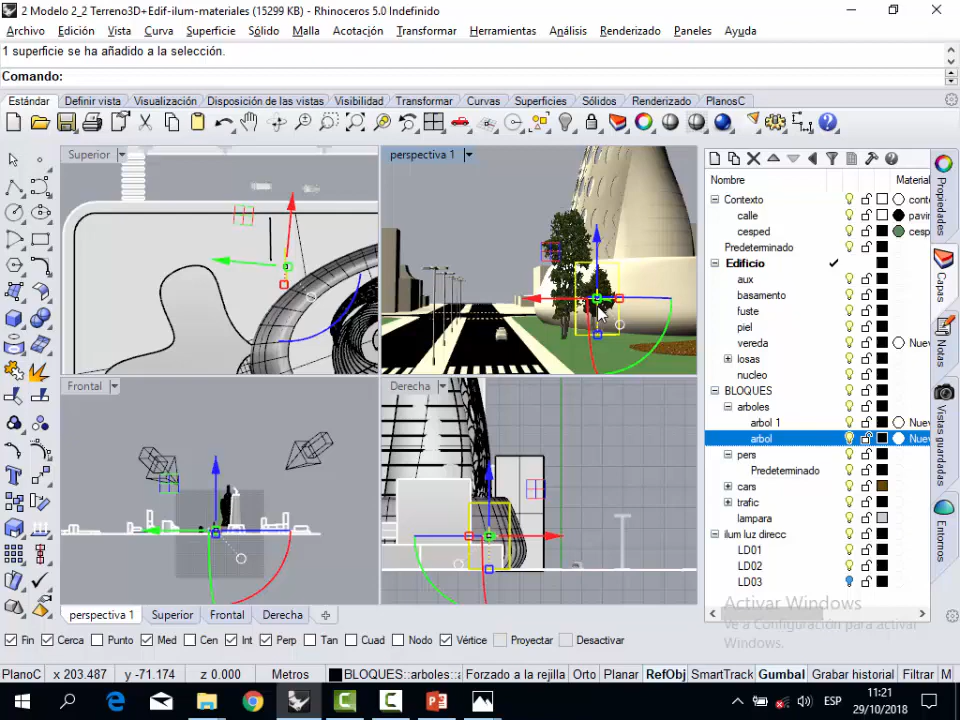 2 Modelo 2_2 Terreno3D+Edif-ilum-materiales (15299 KB) - Rhinoceros 5.0 Indefinido
Archivo Edición Vista Curva Superficie Sólido Malla Acotación Transformar Herramientas Análisis Renderizado Paneles Ayuda
1 superficie se ha añadido a la selección.
Comando:
Estándar Definir vista Visualización Disposición de las vistas Visibilidad Transformar Curvas Superficies Sólidos Renderizado PlanosC
Superior
perspectiva 1
Frontal
Derecha
Nombre Material
Contexto cont
calle pavir
cesped cesp
Predeterminado
Edificio
aux
basamento
fuste
piel
vereda Nuev
losas
nucleo
BLOQUES
arboles
arbol 1 Nuev
arbol Nuev
pers
Predeterminado
cars
trafic
lampara
ilum luz direcc
LD01
LD02
LD03
Propiedades
Capas
Notas
Vistas guardadas
Entornos
Activar Windows
Ve a Configuración para activar
Windows.
perspectiva 1 Superior Frontal Derecha
Fin Cerca Punto Med Cen Int Perp Tan Cuad Nodo Vértice Proyectar Desactivar
PlanoC x 203.487 y -71.174 z 0.000 Metros BLOQUES::arboles::a Forzado a la rejilla Orto Planar RefObj SmartTrack Gumbal Grabar historial Filtrar M
ESP
11:21
29/10/2018